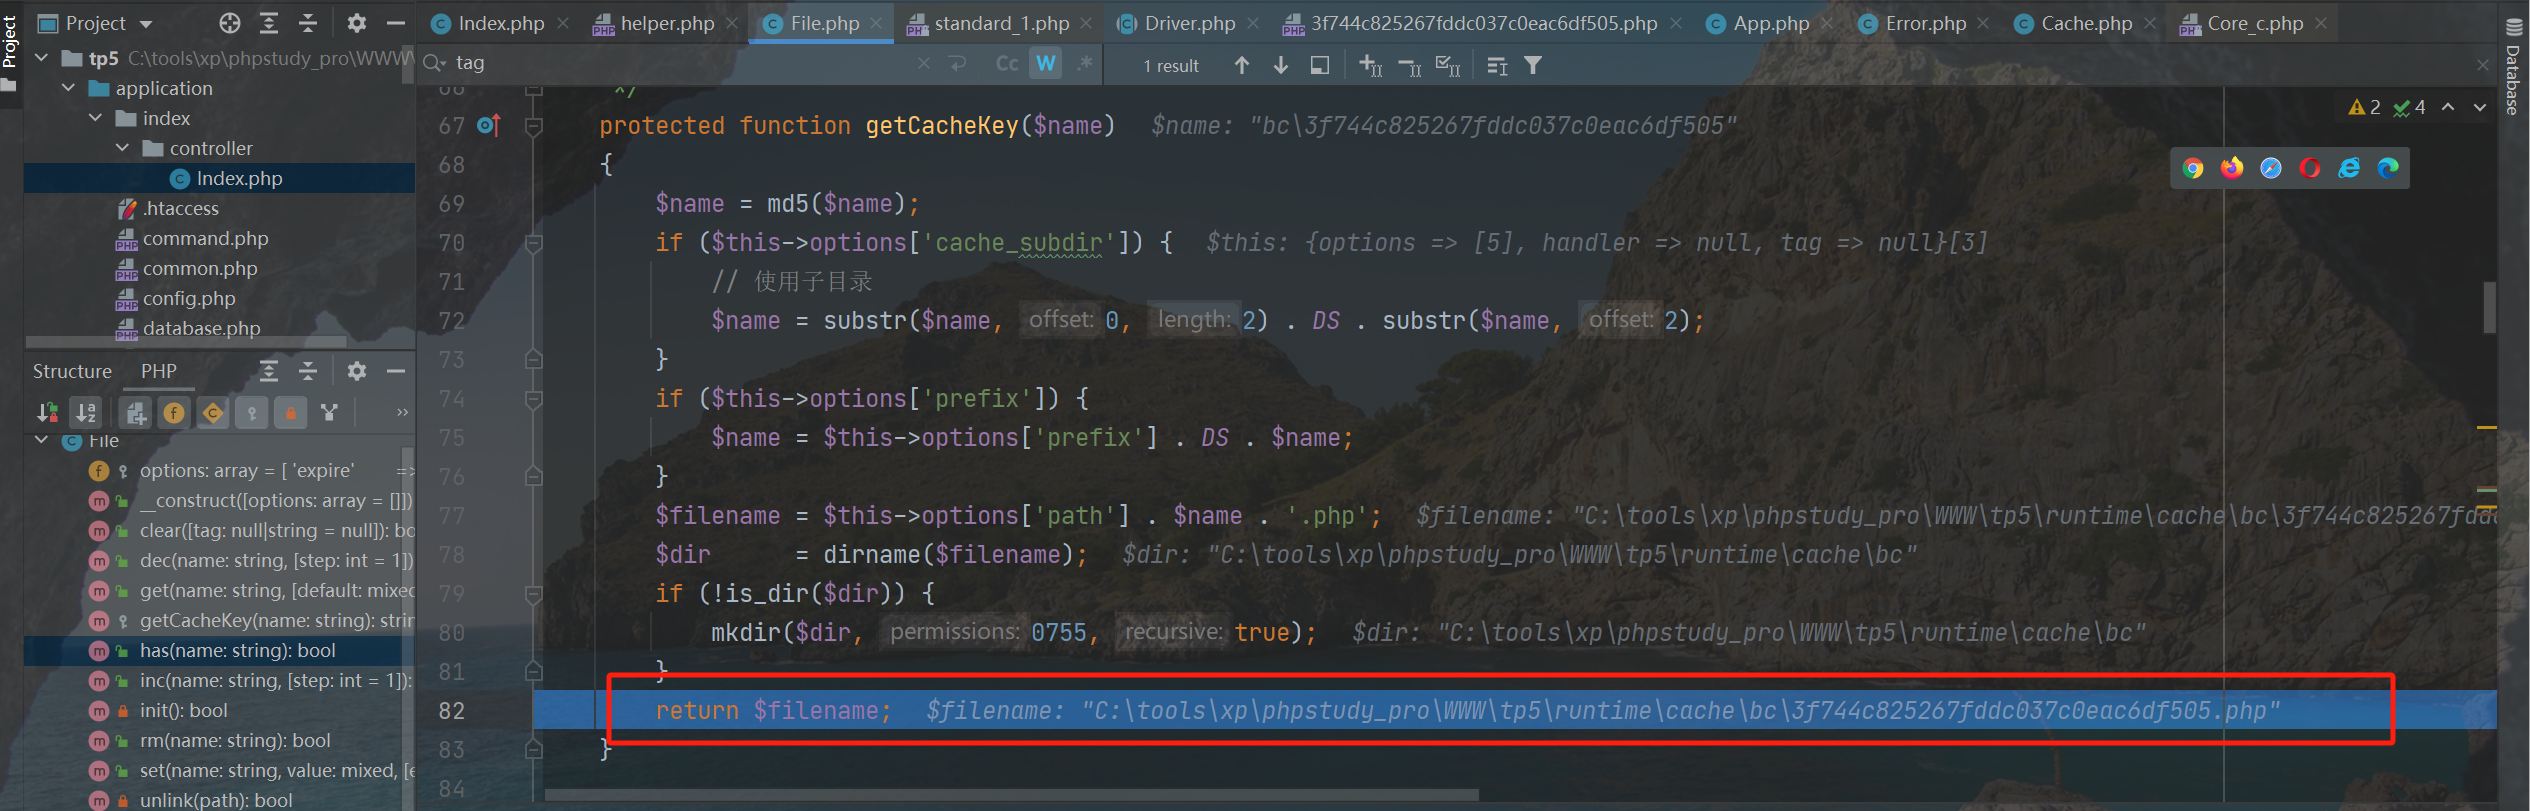 Project
Index.php
helper.php
File.php
standard_1.php
Driver.php
3f744c825267fddc037c0eac6df505.php
App.php
Error.php
Cache.php
Core_c.php
Project
Database
tp5 C:\tools\xp\phpstudy_pro\WWW\
application
index
controller
Index.php
.htaccess
command.php
common.php
config.php
database.php
tag
Cc
W
.*
1 result
2
4
Structure
PHP
File
options: array = [ 'expire' =>
__construct([options: array = []])
clear([tag: null|string = null]): bo
dec(name: string, [step: int = 1])
get(name: string, [default: mixed
getCacheKey(name: string): strin
has(name: string): bool
inc(name: string, [step: int = 1]):
init(): bool
rm(name: string): bool
set(name: string, value: mixed, [e
unlink(path): bool
66 */
67 protected function getCacheKey($name) $name: "bc\3f744c825267fddc037c0eac6df505"
68 {
69 $name = md5($name);
70 if ($this->options['cache_subdir']) { $this: {options => [5], handler => null, tag => null}[3]
71 // 使用子目录
72 $name = substr($name, offset: 0, length: 2) . DS . substr($name, offset: 2);
73 }
74 if ($this->options['prefix']) {
75 $name = $this->options['prefix'] . DS . $name;
76 }
77 $filename = $this->options['path'] . $name . '.php'; $filename: "C:\tools\xp\phpstudy_pro\WWW\tp5\runtime\cache\bc\3f744c825267fddc
78 $dir = dirname($filename); $dir: "C:\tools\xp\phpstudy_pro\WWW\tp5\runtime\cache\bc"
79 if (!is_dir($dir)) {
80 mkdir($dir, permissions: 0755, recursive: true); $dir: "C:\tools\xp\phpstudy_pro\WWW\tp5\runtime\cache\bc"
81 }
82 return $filename; $filename: "C:\tools\xp\phpstudy_pro\WWW\tp5\runtime\cache\bc\3f744c825267fddc037c0eac6df505.php"
83 }
84